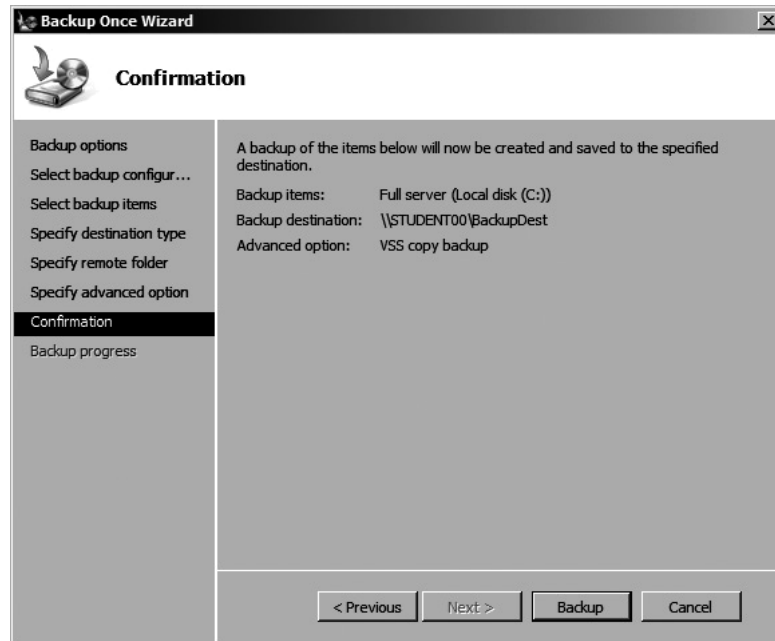 Backup Once Wizard
Confirmation
Backup options
Select backup configur...
Select backup items
Specify destination type
Specify remote folder
Specify advanced option
Confirmation
Backup progress
A backup of the items below will now be created and saved to the specified
destination.
Backup items: Full server (Local disk (C:))
Backup destination: \\STUDENT00\BackupDest
Advanced option: VSS copy backup
< Previous Next > Backup Cancel